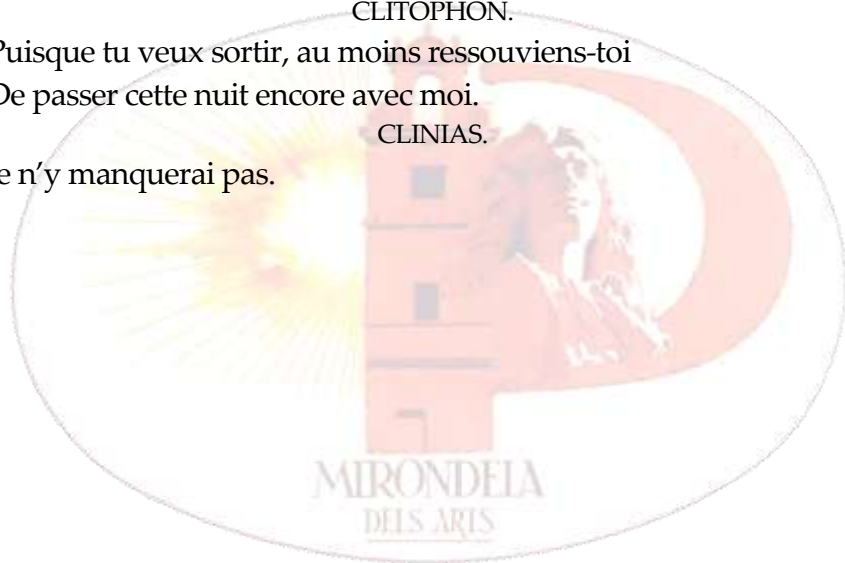 CLITOPHON.
Puisque tu veux sortir, au moins ressouviens-toi
De passer cette nuit encore avec moi.
CLINIAS.
e n’y manquerai pas.
MIRONDELA
DELS ARTS